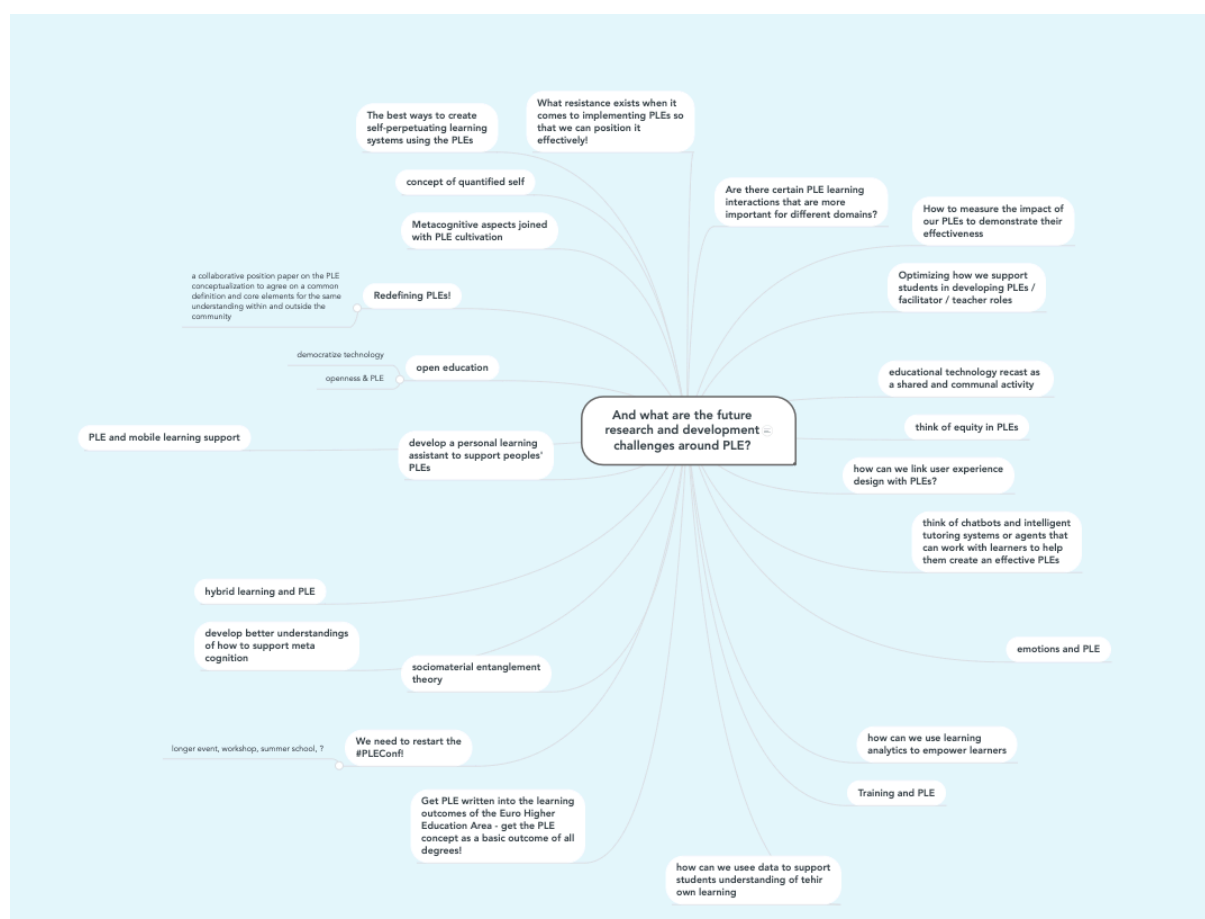 The best ways to create
self-perpetuating learning
systems using the PLEs
What resistance exists when it
comes to implementing PLEs so
that we can position it
effectively!
concept of quantified self
Metacognitive aspects joined
with PLE cultivation
Are there certain PLE learning
interactions that are more
important for different domains?
How to measure the impact of
our PLEs to demonstrate their
effectiveness
a collaborative position paper on the PLE
conceptualization to agree on a common
definition and core elements for the same
understanding within and outside the
community
Redefining PLEs!
Optimizing how we support
students in developing PLEs /
facilitator / teacher roles
democratize technology
openness & PLE
open education
educational technology recast as
a shared and communal activity
And what are the future
research and development
challenges around PLE?
think of equity in PLEs
PLE and mobile learning support
develop a personal learning
assistant to support peoples'
PLEs
how can we link user experience
design with PLEs?
think of chatbots and intelligent
tutoring systems or agents that
can work with learners to help
them create an effective PLEs
hybrid learning and PLE
develop better understandings
of how to support meta
cognition
sociomaterial entanglement
theory
emotions and PLE
longer event, workshop, summer school, ?
We need to restart the
#PLEConf!
how can we use learning
analytics to empower learners
Training and PLE
Get PLE written into the learning
outcomes of the Euro Higher
Education Area - get the PLE
concept as a basic outcome of all
degrees!
how can we usee data to support
students understanding of tehir
own learning